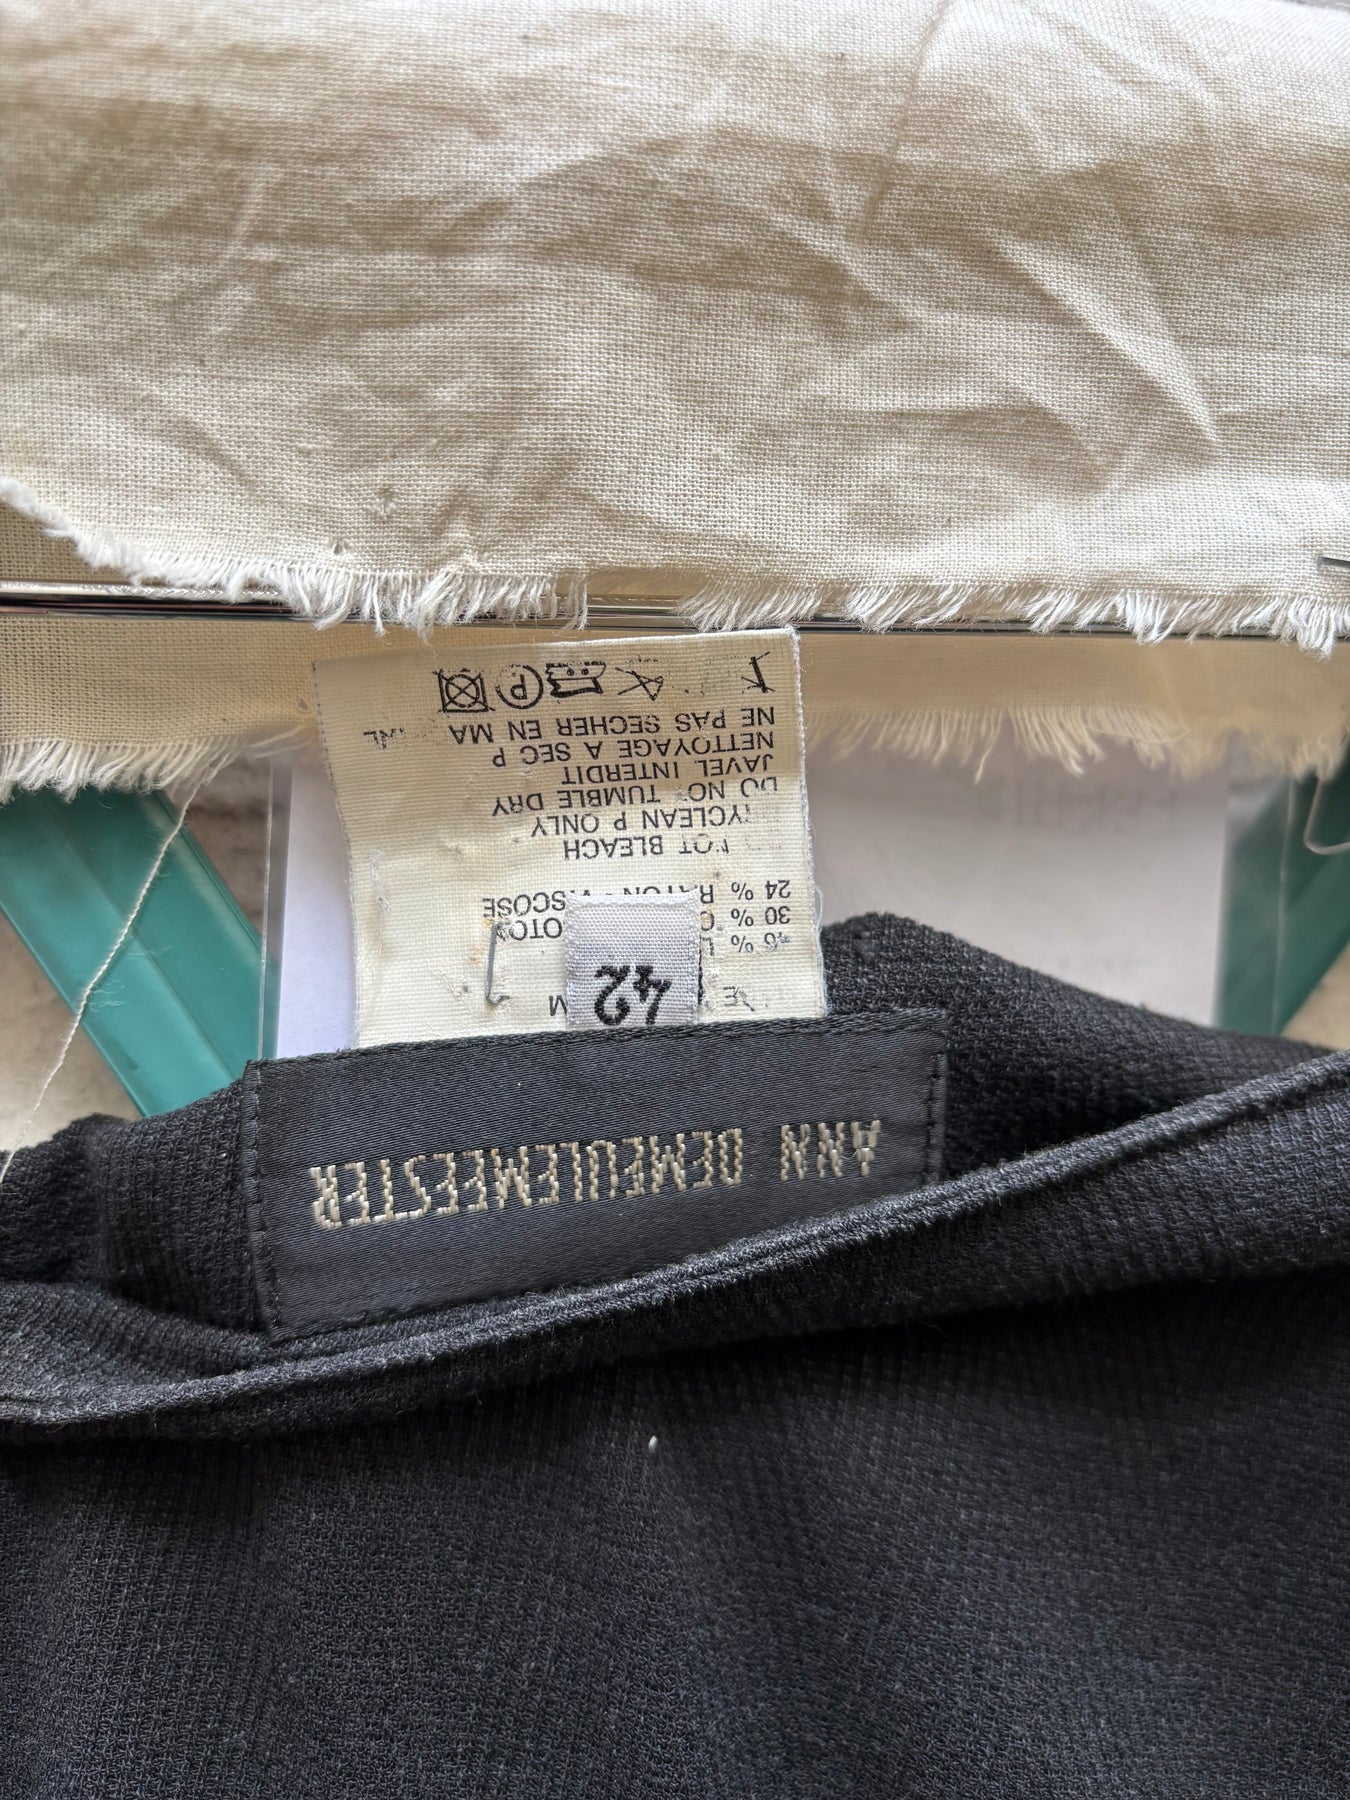 ANN DEMEULEMEESTER
42
30 %
24 % RAYON - VISCOSE
NOT BLEACH
P ONLY
DO NOT TUMBLE DRY
JAVEL INTERDIT
NETTOYAGE A SEC P
NE PAS SECHER EN MA
P